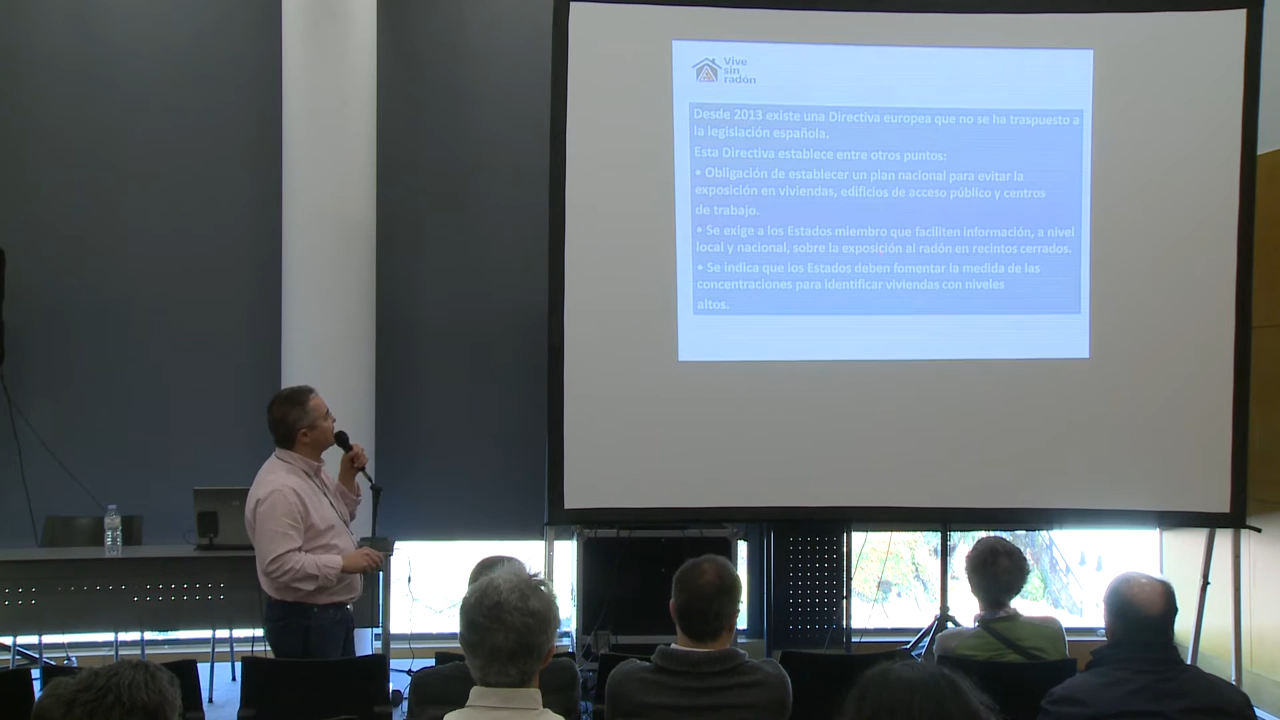 Vive
sin
radón
Desde 2013 existe una Directiva europea que no se ha traspuesto a
la legislación española.
Esta Directiva establece entre otros puntos:
• Obligación de establecer un plan nacional para evitar la
exposición en viviendas, edificios de acceso público y centros
de trabajo.
• Se exige a los Estados miembro que faciliten información, a nivel
local y nacional, sobre la exposición al radón en recintos cerrados.
• Se indica que los Estados deben fomentar la medida de las
concentraciones para identificar viviendas con niveles
altos.